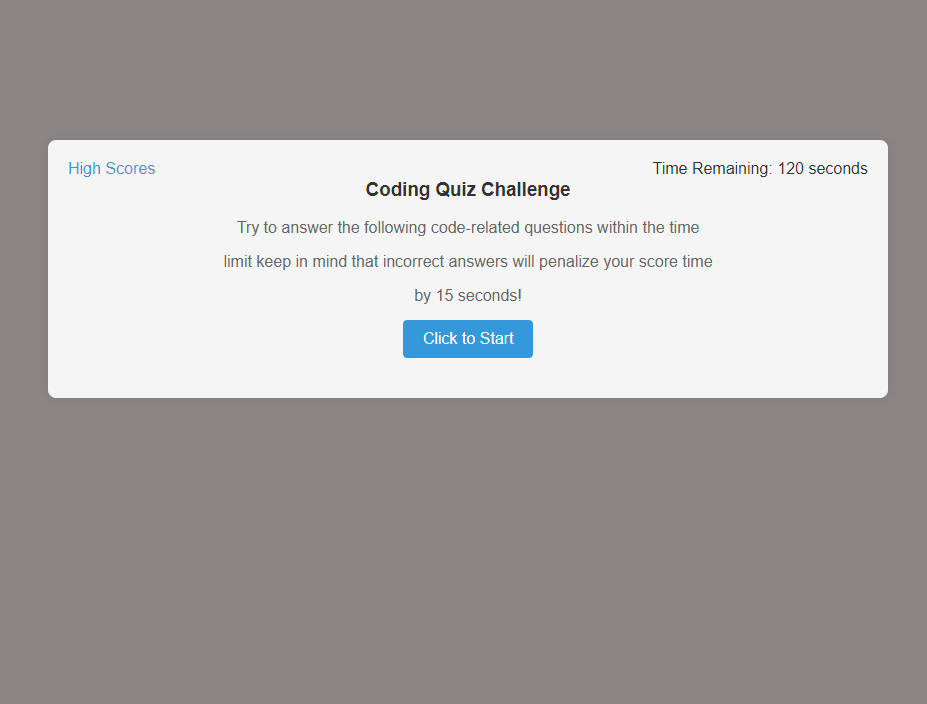 High Scores
Time Remaining: 120 seconds
Coding Quiz Challenge
Try to answer the following code-related questions within the time
limit keep in mind that incorrect answers will penalize your score time
by 15 seconds!
Click to Start